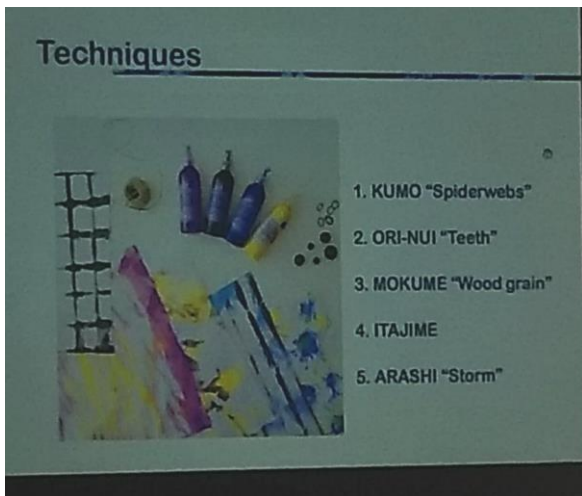 Techniques
1. KUMO “Spiderwebs”
2. ORI-NUI “Teeth”
3. MOKUME “Wood grain”
4. ITAJIME
5. ARASHI “Storm”